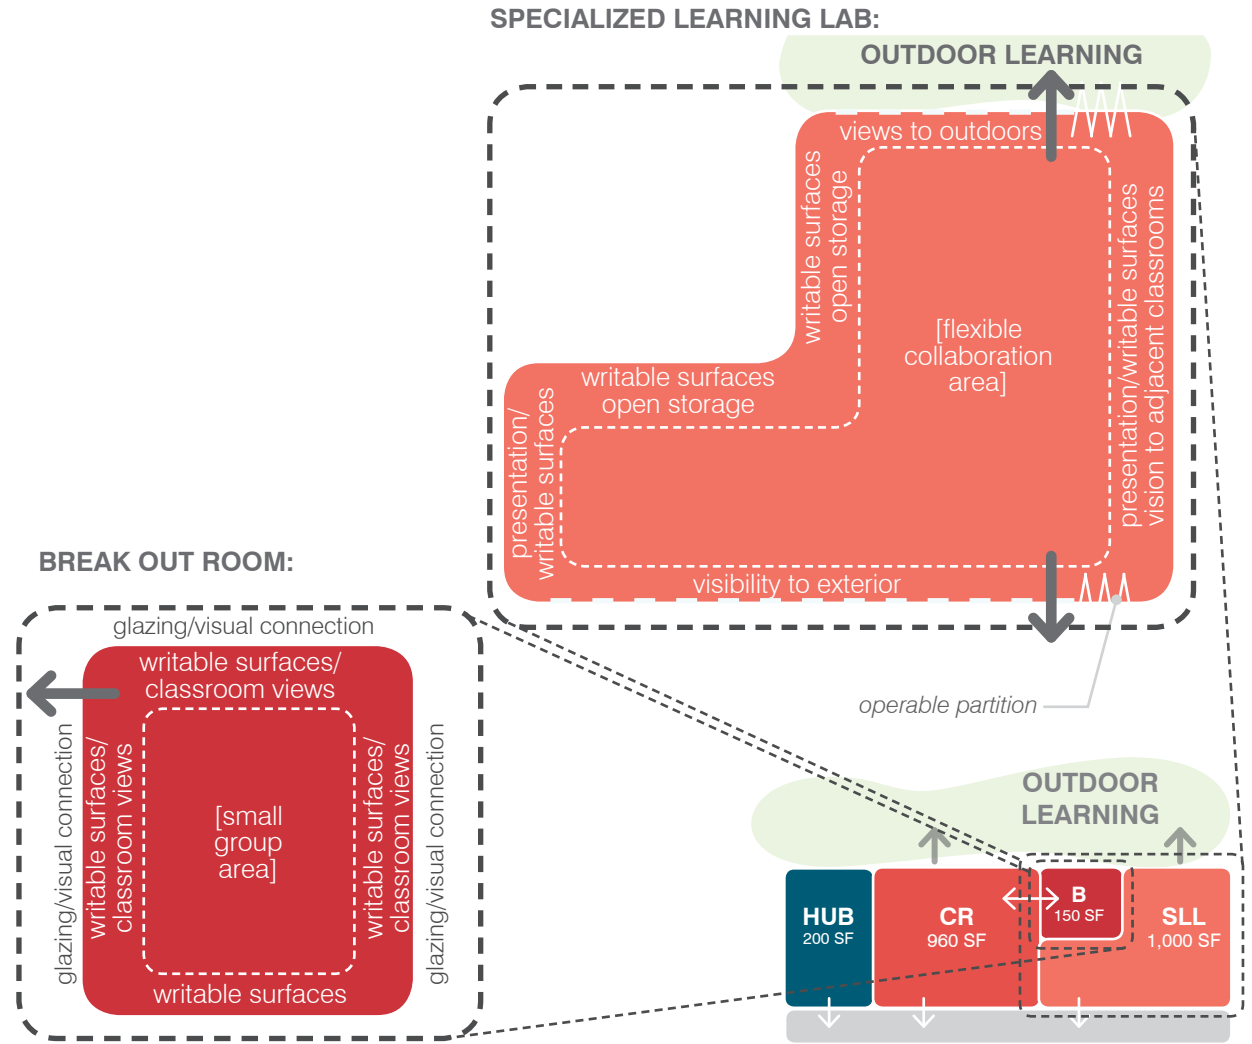 SPECIALIZED LEARNING LAB:
OUTDOOR LEARNING
views to outdoors
writable surfaces
open storage
presentation/writable surfaces
vision to adjacent classrooms
[flexible
collaboration
area]
writable surfaces
open storage
presentation/
writable surfaces
visibility to exterior
operable partition
BREAK OUT ROOM:
glazing/visual connection
writable surfaces/
classroom views
glazing/visual connection
writable surfaces/
classroom views
[small
group
area]
writable surfaces/
classroom views
glazing/visual connection
writable surfaces
OUTDOOR
LEARNING
HUB
200 SF
CR
960 SF
B
150 SF
SLL
1,000 SF